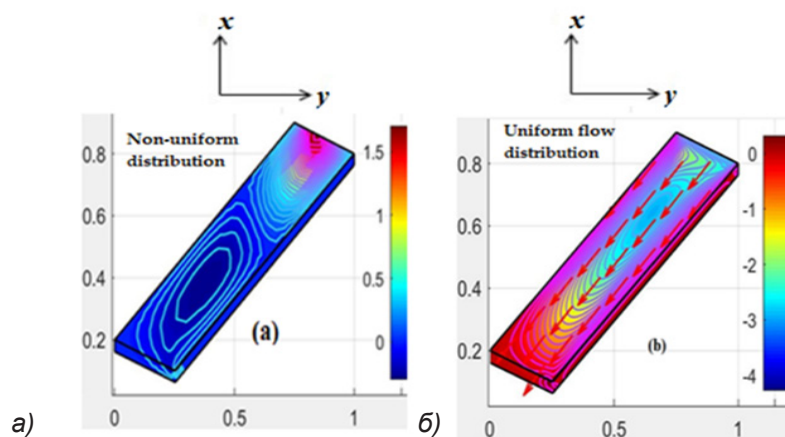 x
x
y
y
Non-uniform
distribution
1.5
1
0.5
0
0.8
0.6
0.4
0.2
(a)
0
0.5
1
а)
Uniform flow
distribution
0
-1
-2
-3
-4
0.8
0.6
0.4
0.2
(b)
0
0.5
1
б)